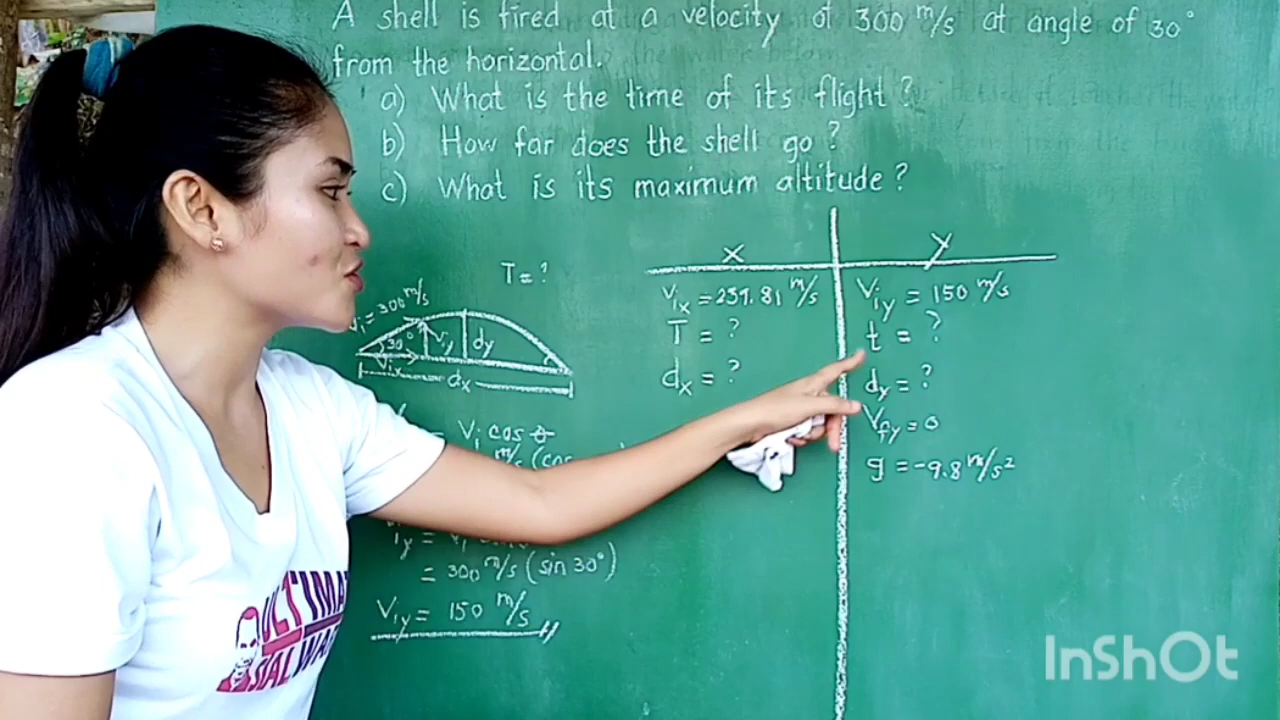 A shell is fired at a velocity of 300 m/s at angle of 30°
from the horizontal.
a) What is the time of its flight?
b) How far does the shell go?
c) What is its maximum altitude?
T = ?
Vi = 300 m/s
30°
Vix
Vy
dy
dx
Vi cos θ
m/s (cos
iy =
= 300 m/s (sin 30°)
Viy = 150 m/s
x
Vix = 259.81 m/s
T = ?
dx = ?
y
Viy = 150 m/s
t = ?
dy = ?
Vfy = 0
g = -9.8 m/s²
InShOt